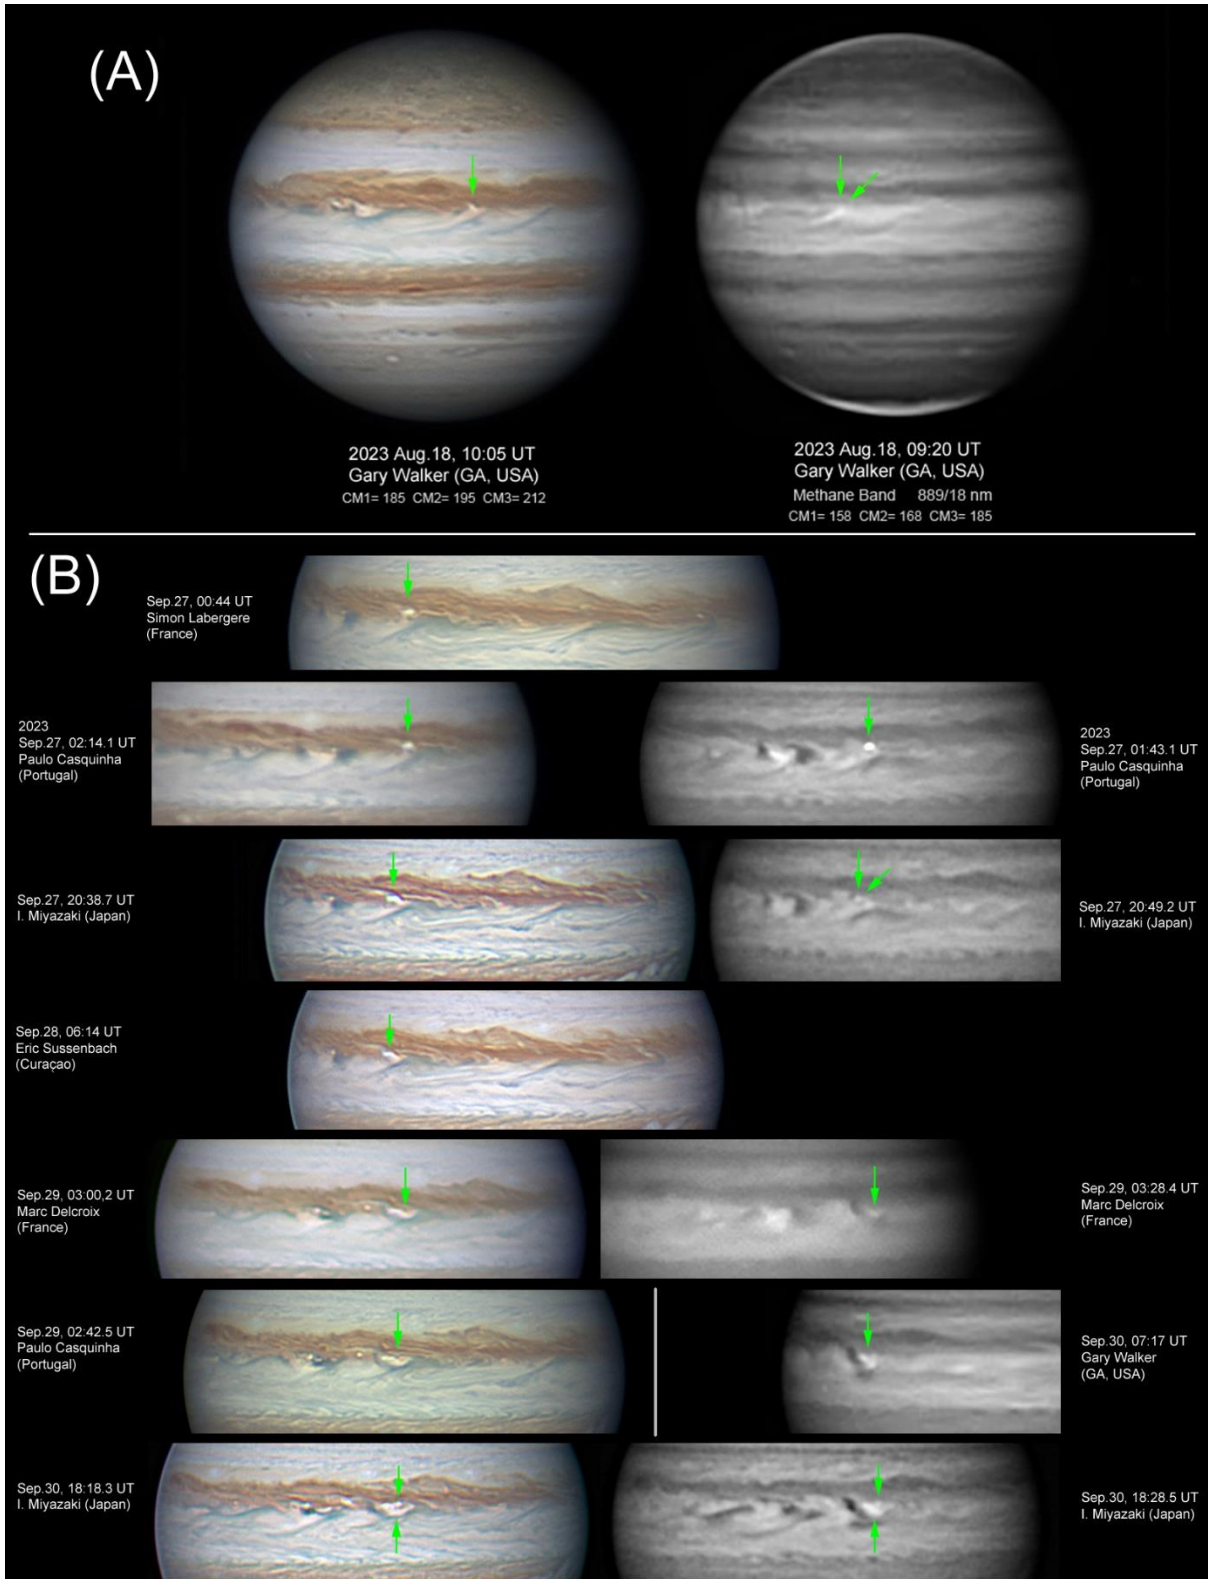 (A)
2023 Aug.18, 10:05 UT
Gary Walker (GA, USA)
CM1= 185 CM2= 195 CM3= 212
2023 Aug.18, 09:20 UT
Gary Walker (GA, USA)
Methane Band 889/18 nm
CM1= 158 CM2= 168 CM3= 185
(B)
Sep.27, 00:44 UT
Simon Labergere
(France)
2023
Sep.27, 02:14.1 UT
Paulo Casquinha
(Portugal)
2023
Sep.27, 01:43.1 UT
Paulo Casquinha
(Portugal)
Sep.27, 20:38.7 UT
I. Miyazaki (Japan)
Sep.27, 20:49.2 UT
I. Miyazaki (Japan)
Sep.28, 06:14 UT
Eric Sussenbach
(Curaçao)
Sep.29, 03:00,2 UT
Marc Delcroix
(France)
Sep.29, 03:28.4 UT
Marc Delcroix
(France)
Sep.29, 02:42.5 UT
Paulo Casquinha
(Portugal)
Sep.30, 07:17 UT
Gary Walker
(GA, USA)
Sep.30, 18:18.3 UT
I. Miyazaki (Japan)
Sep.30, 18:28.5 UT
I. Miyazaki (Japan)